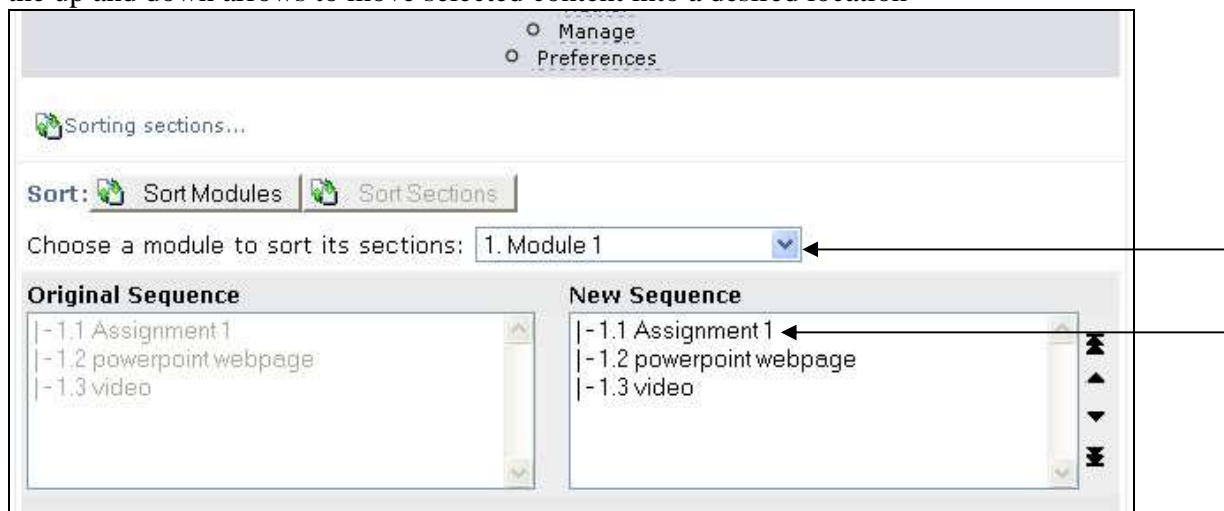 the up and down arrows to move selected content into a desired location
Manage
Preferences
Sorting sections...
Sort: Sort Modules Sort Sections
Choose a module to sort its sections: 1. Module 1
Original Sequence
|-1.1 Assignment 1
|-1.2 powerpoint webpage
|-1.3 video
New Sequence
|-1.1 Assignment 1
|-1.2 powerpoint webpage
|-1.3 video